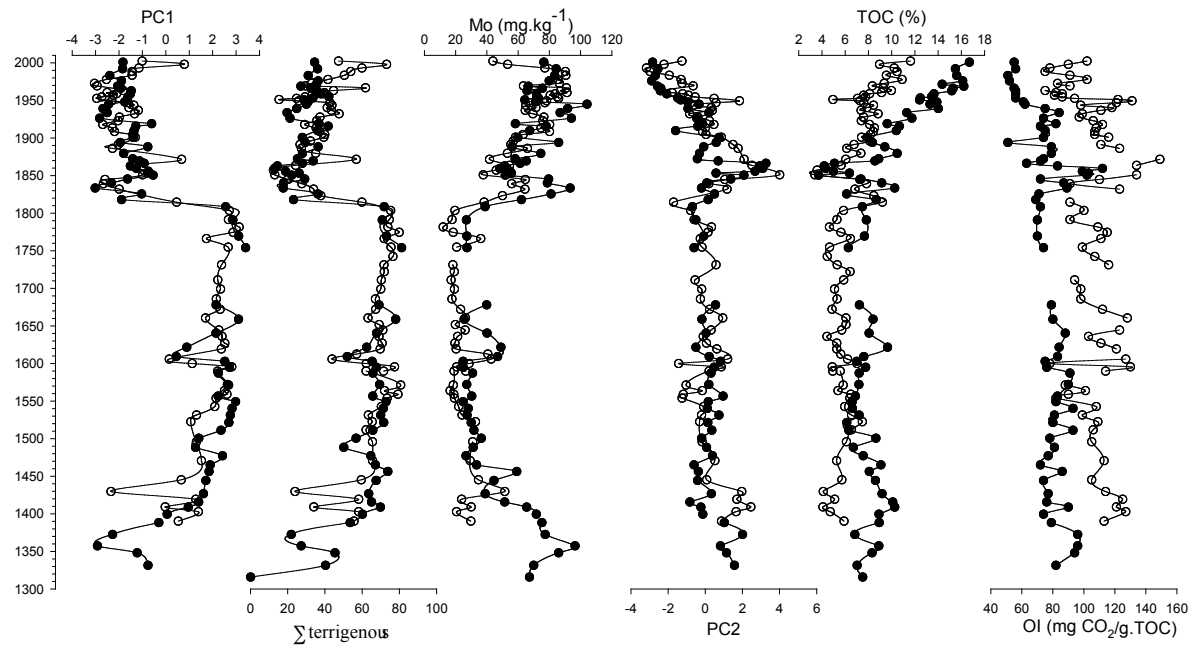 PC1
Mo (mg.kg-1)
TOC (%)
-4 -3 -2 -1 0 1 2 3 4
0 20 40 60 80 100 120
2 4 6 8 10 12 14 16 18
2000
1950
1900
1850
1800
1750
1700
1650
1600
1550
1500
1450
1400
1350
1300
0 20 40 60 80 100
-4 -2 0 2 4 6
40 60 80 100 120 140 160
∑ terrigenous
PC2
OI (mg CO2/g.TOC)